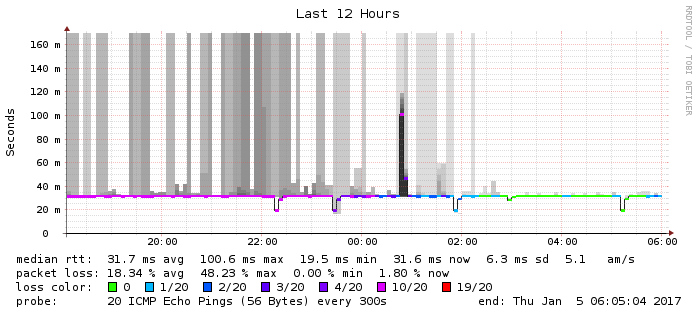 Last 12 Hours
RRDTOOL / TOBI OETIKER
Seconds
160 m
140 m
120 m
100 m
80 m
60 m
40 m
20 m
0
20:00 22:00 00:00 02:00 04:00 06:00
median rtt: 31.7 ms avg 100.6 ms max 19.5 ms min 31.6 ms now 6.3 ms sd 5.1 am/s
packet loss: 18.34 % avg 48.23 % max 0.00 % min 1.80 % now
loss color: 0 1/20 2/20 3/20 4/20 10/20 19/20
probe: 20 ICMP Echo Pings (56 Bytes) every 300s end: Thu Jan 5 06:05:04 2017